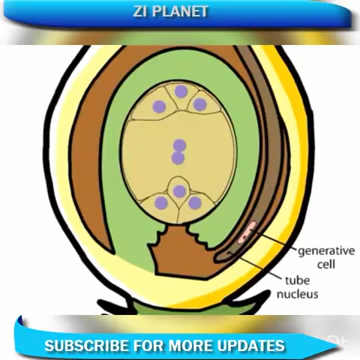 ZI PLANET
generative
cell
tube
nucleus
SUBSCRIBE FOR MORE UPDATES